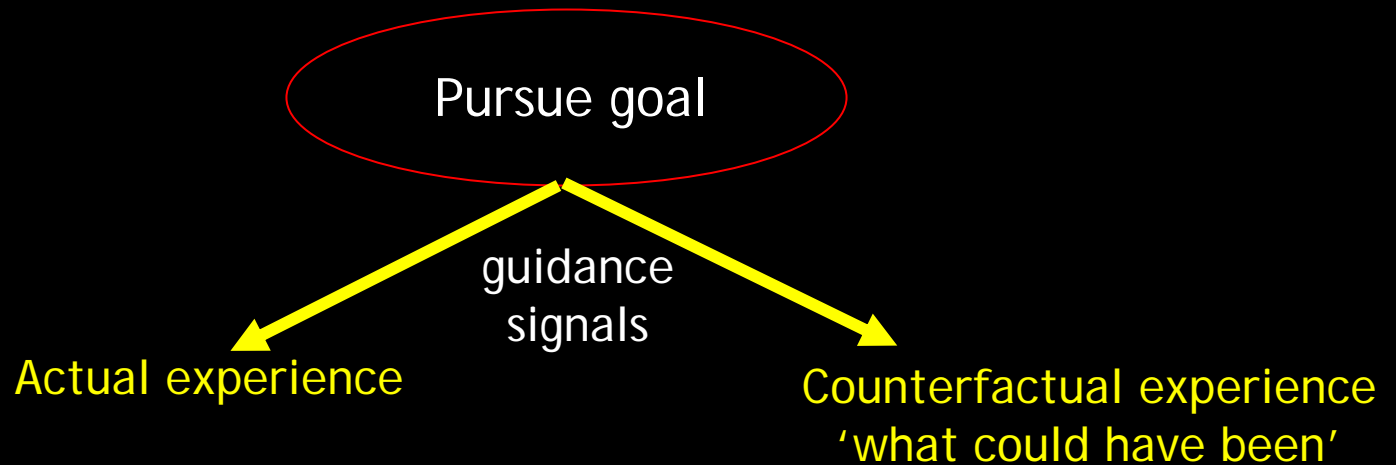 Pursue goal
guidance
signals
Actual experience
Counterfactual experience
‘what could have been’